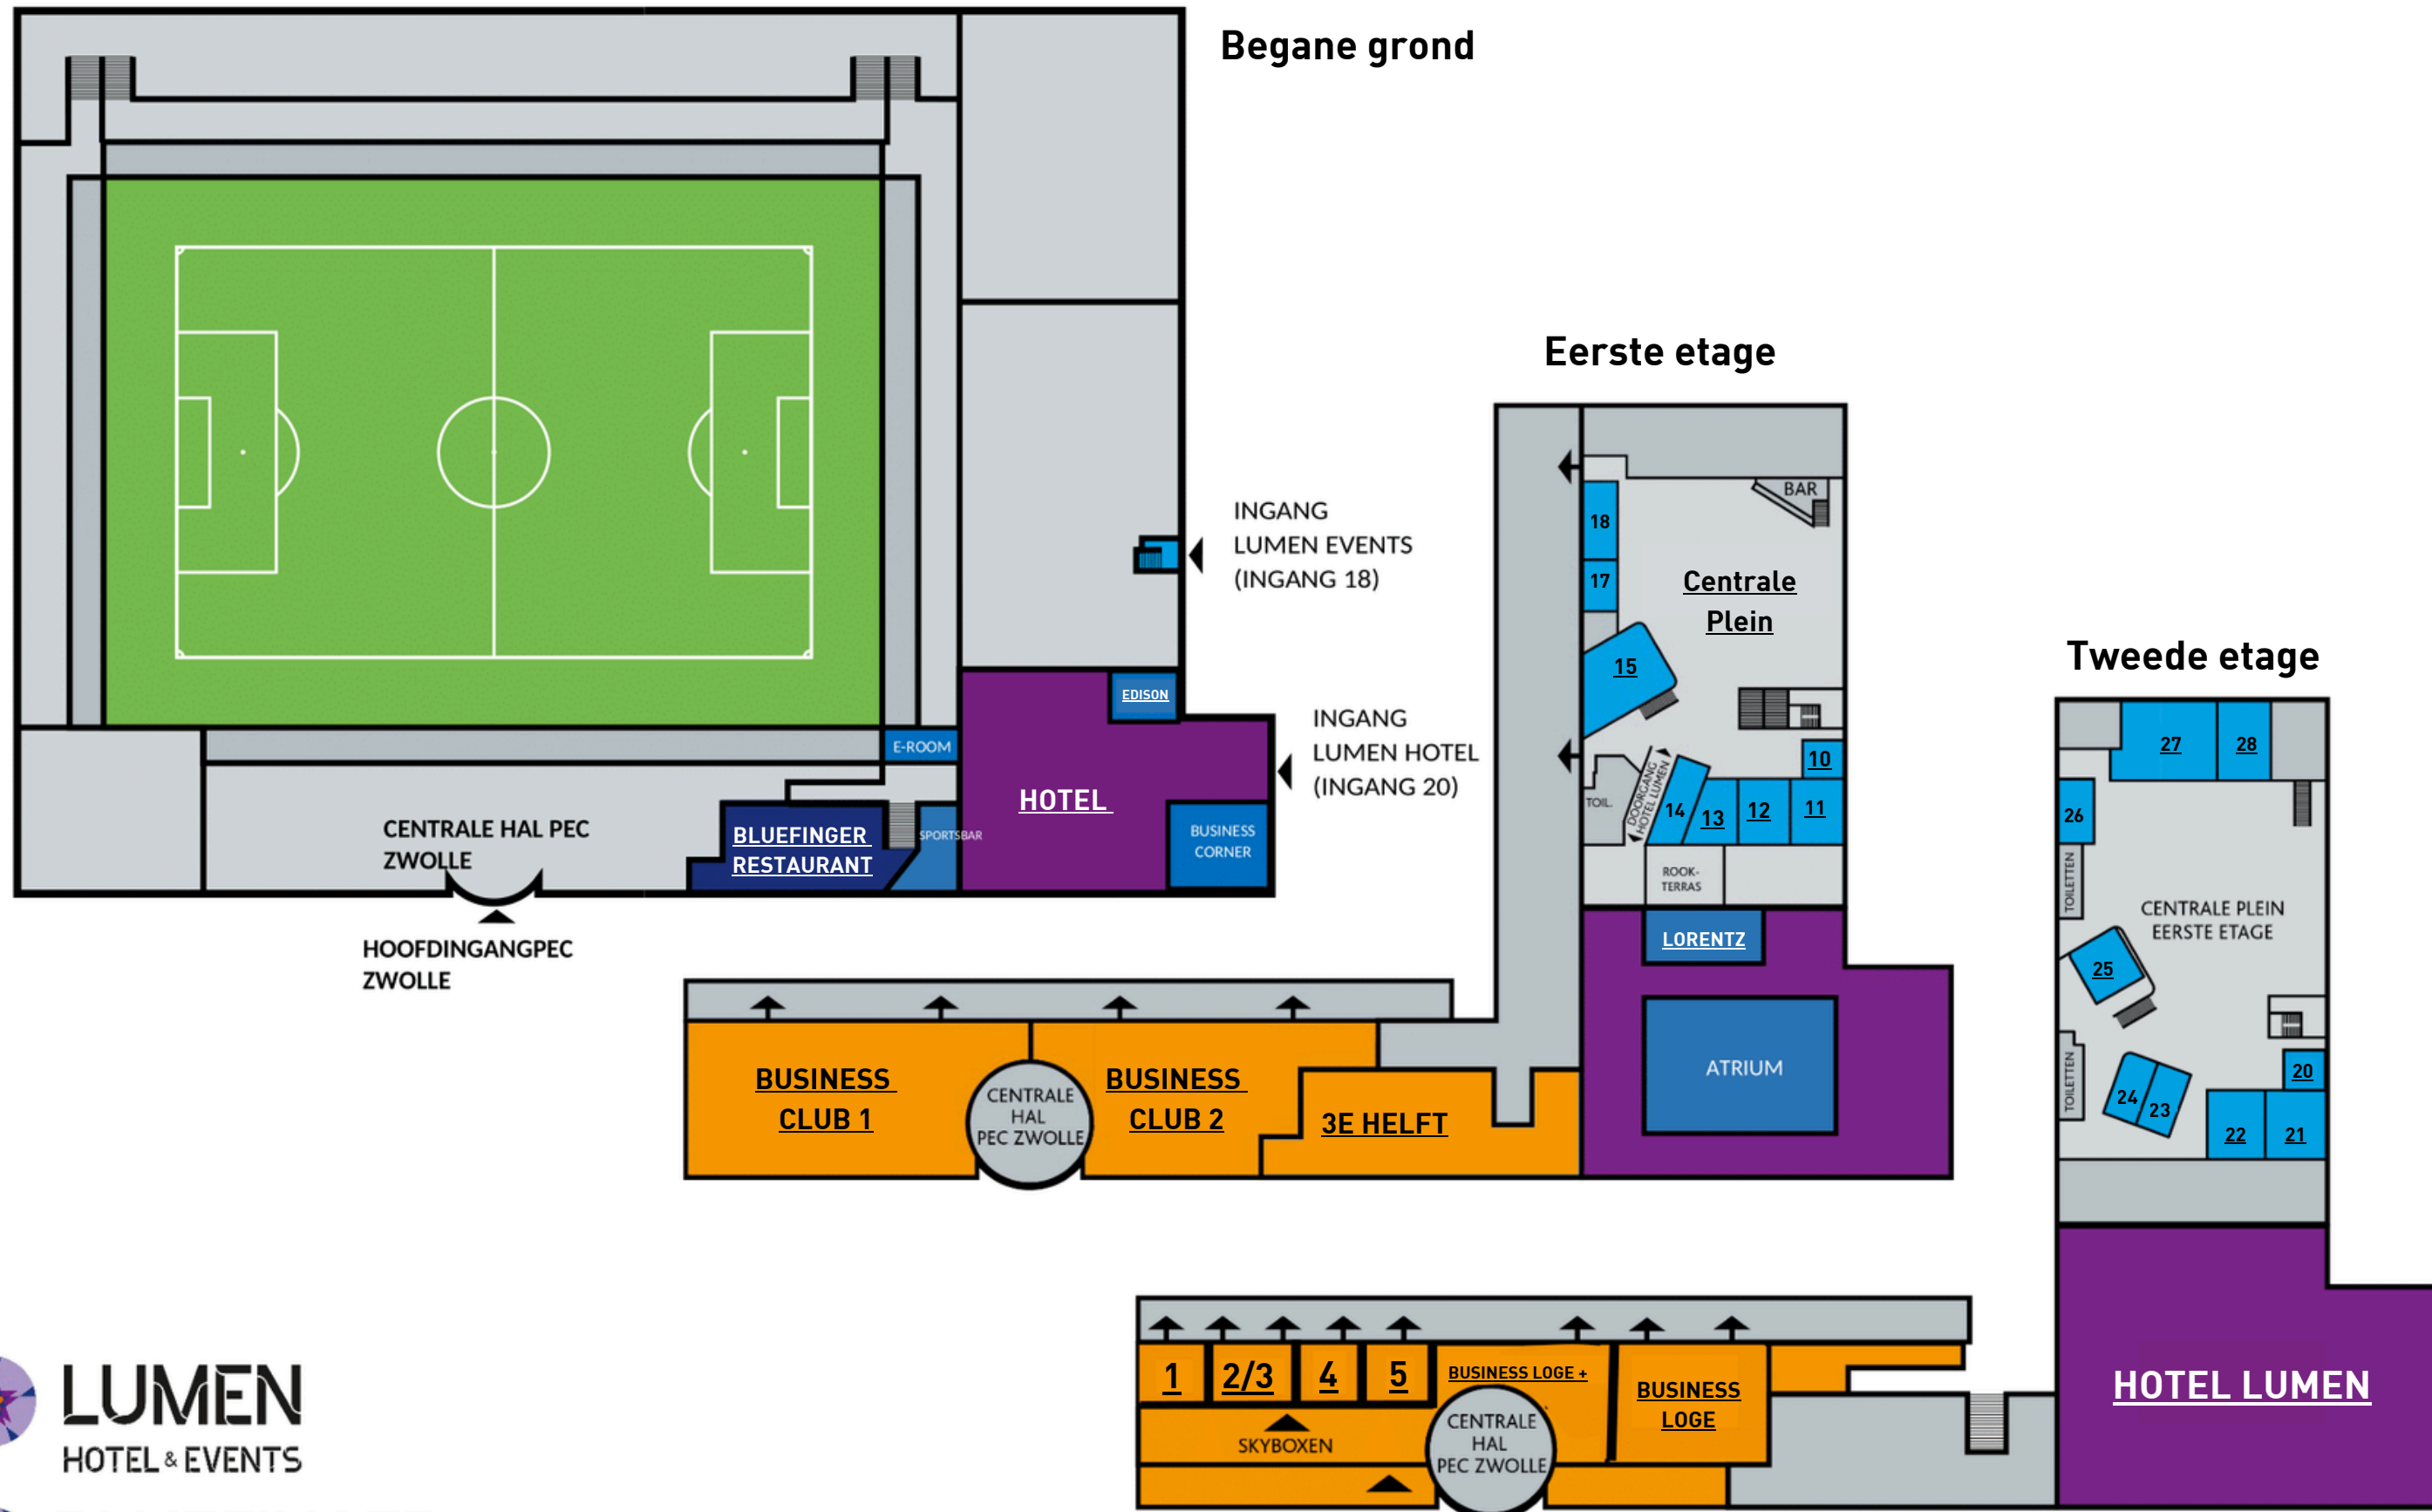 Begane grond
INGANG
LUMEN EVENTS
(INGANG 18)
EDISON
E-ROOM
HOTEL
INGANG
LUMEN HOTEL
(INGANG 20)
BLUEFINGER
RESTAURANT
SPORTSBAR
BUSINESS
CORNER
CENTRALE HAL PEC
ZWOLLE
HOOFDINGANGPEC
ZWOLLE
Eerste etage
BAR
18
17
Centrale
Plein
15
10
TOIL.
DOORGANG
HOTEL LUMEN
14
13
12
11
ROOK-
TERRAS
LORENTZ
ATRIUM
BUSINESS
CLUB 1
CENTRALE
HAL
PEC ZWOLLE
BUSINESS
CLUB 2
3E HELFT
Tweede etage
27
28
26
TOILETTEN
CENTRALE PLEIN
EERSTE ETAGE
25
TOILETTEN
24
23
20
22
21
HOTEL LUMEN
1
2/3
4
5
BUSINESS LOGE +
BUSINESS
LOGE
SKYBOXEN
CENTRALE
HAL
PEC ZWOLLE
LUMEN
HOTEL & EVENTS